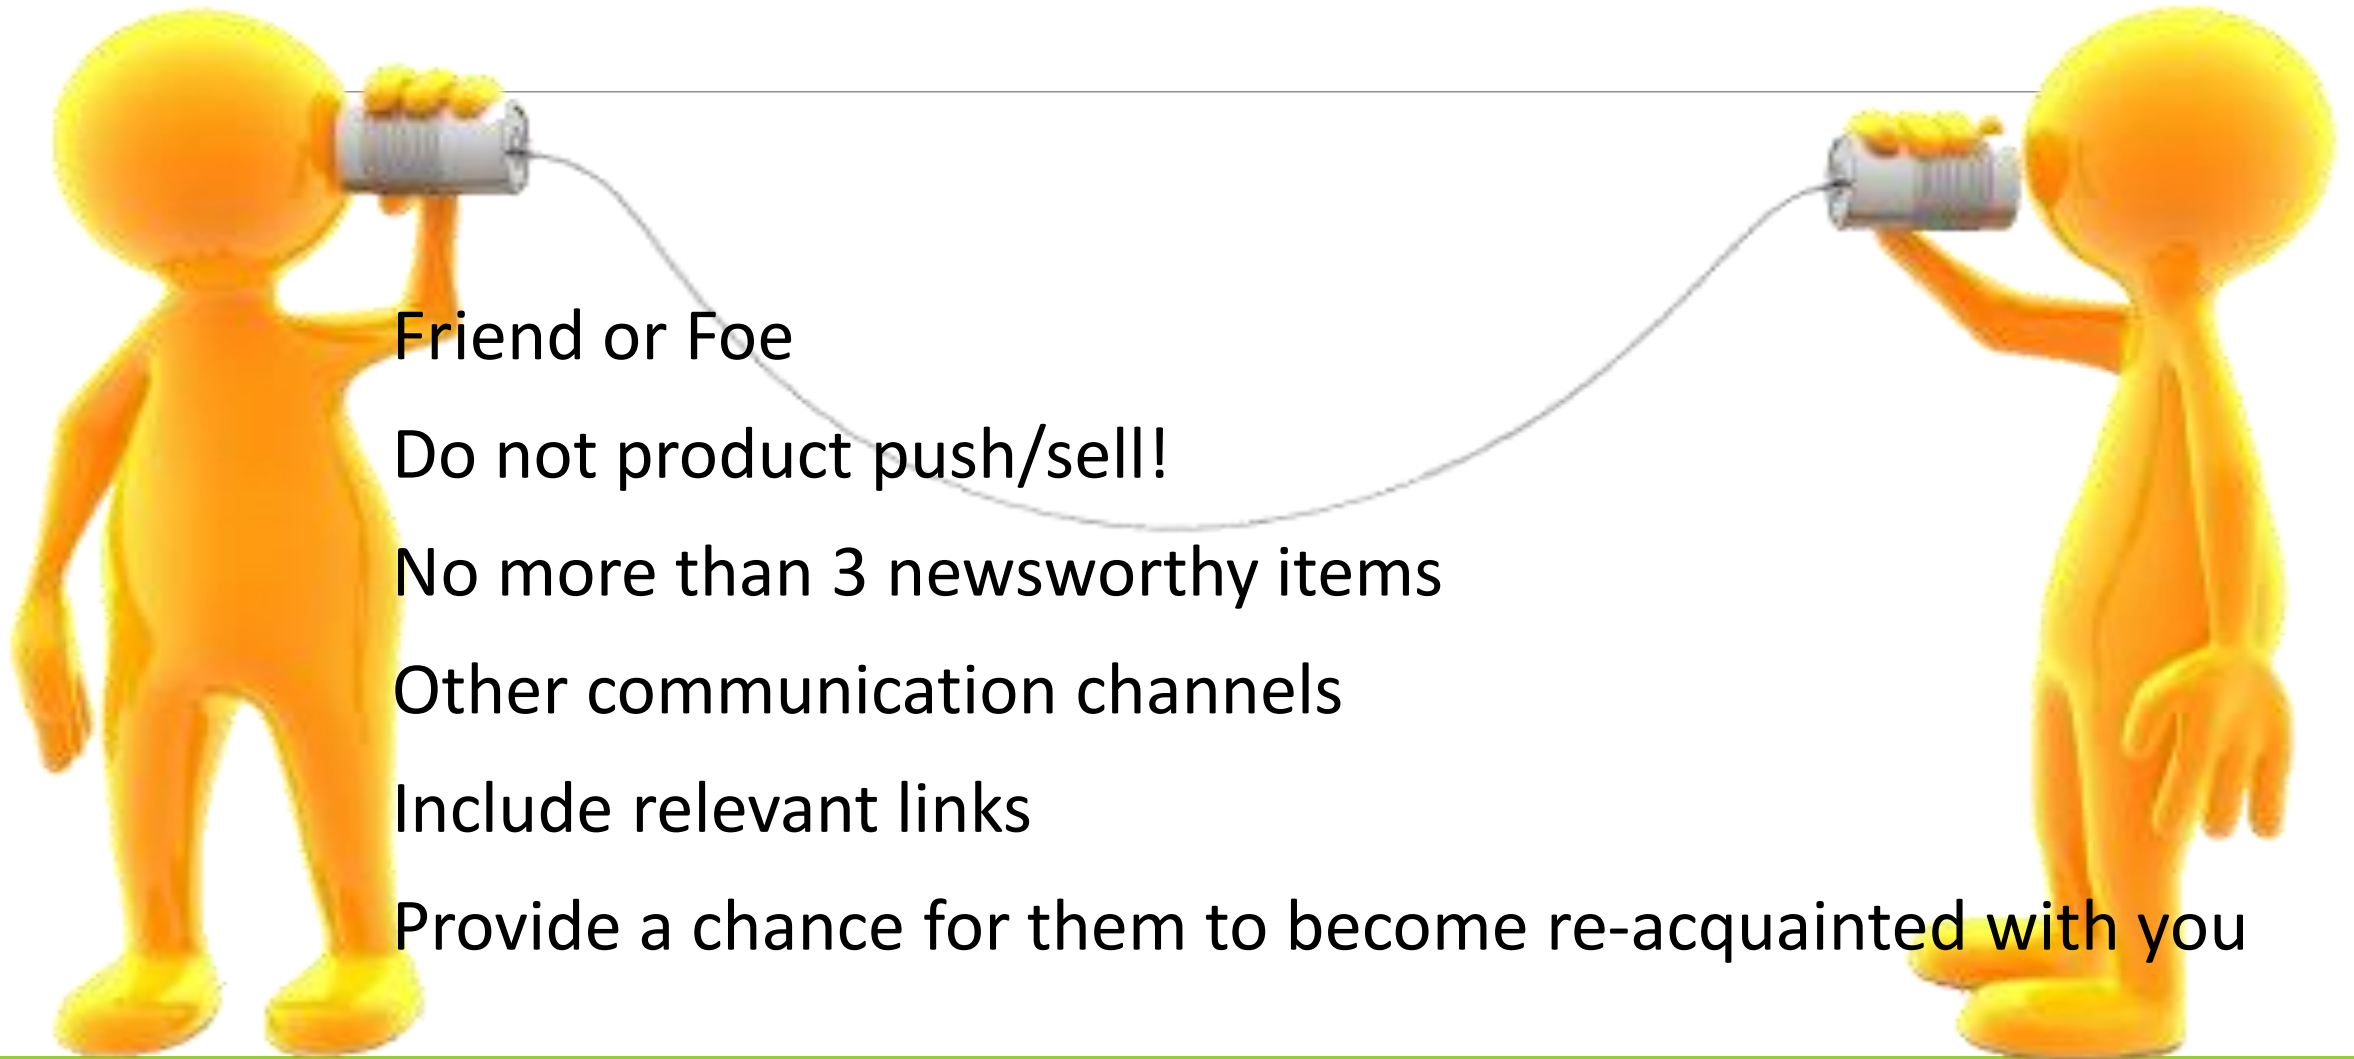 Friend or Foe
Do not product push/sell!
No more than 3 newsworthy items
Other communication channels
Include relevant links
Provide a chance for them to become re-acquainted with you